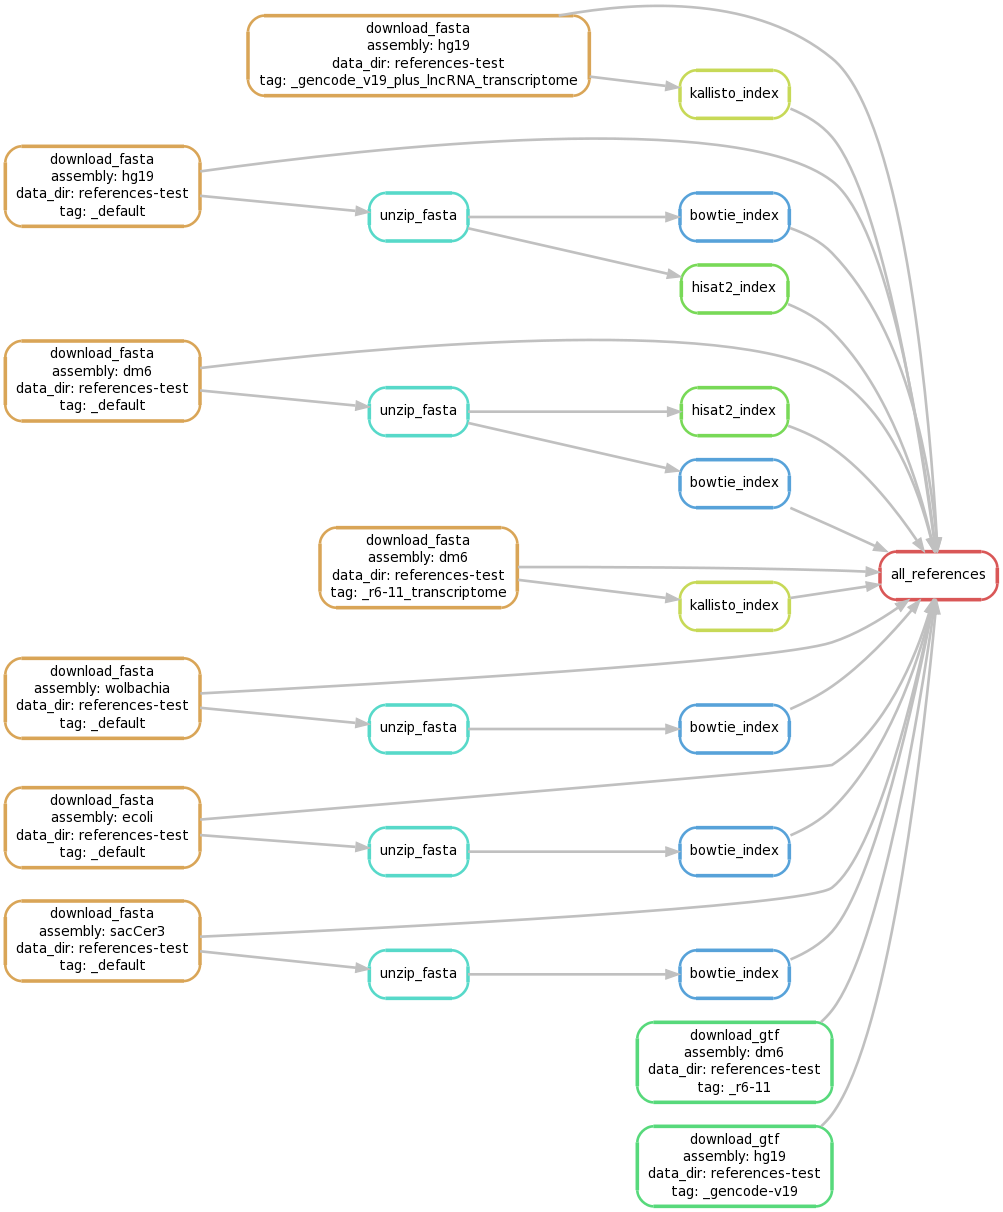 download_fasta
assembly: hg19
data_dir: references-test
tag: _gencode_v19_plus_lncRNA_transcriptome
kallisto_index
download_fasta
assembly: hg19
data_dir: references-test
tag: _default
unzip_fasta
bowtie_index
hisat2_index
download_fasta
assembly: dm6
data_dir: references-test
tag: _default
unzip_fasta
hisat2_index
bowtie_index
download_fasta
assembly: dm6
data_dir: references-test
tag: _r6-11_transcriptome
all_references
kallisto_index
download_fasta
assembly: wolbachia
data_dir: references-test
tag: _default
unzip_fasta
bowtie_index
download_fasta
assembly: ecoli
data_dir: references-test
tag: _default
unzip_fasta
bowtie_index
download_fasta
assembly: sacCer3
data_dir: references-test
tag: _default
unzip_fasta
bowtie_index
download_gtf
assembly: dm6
data_dir: references-test
tag: _r6-11
download_gtf
assembly: hg19
data_dir: references-test
tag: _gencode-v19